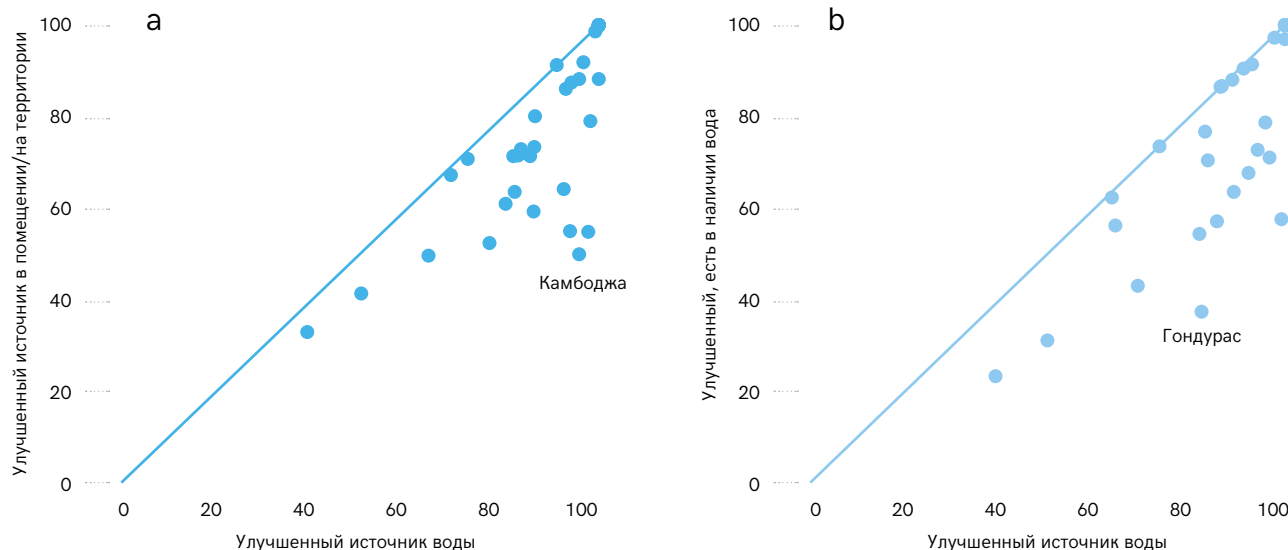 a
Улучшенный источник в помещении/на территории
100
80
60
40
20
0
Камбоджа
0 20 40 60 80 100
Улучшенный источник воды
b
Улучшенный, есть в наличии вода
100
80
60
40
20
0
Гондурас
0 20 40 60 80 100
Улучшенный источник воды